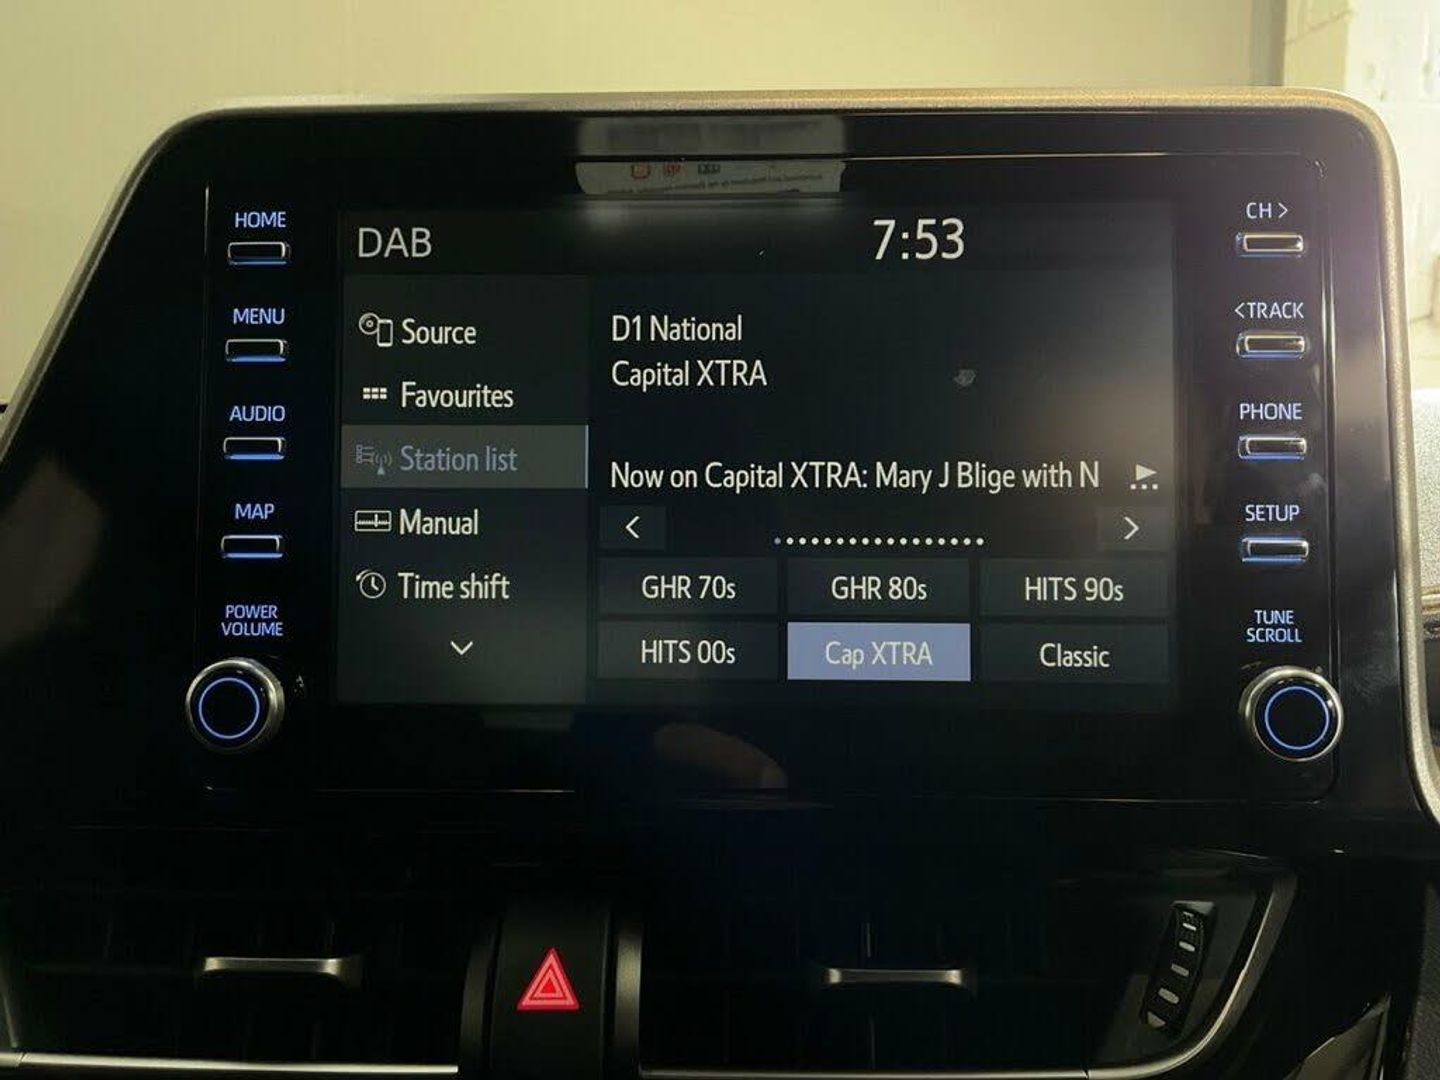 HOME
MENU
AUDIO
MAP
POWER
VOLUME
DAB
7:53
Source
Favourites
Station list
Manual
Time shift
D1 National
Capital XTRA
Now on Capital XTRA: Mary J Blige with N
GHR 70s
GHR 80s
HITS 90s
HITS 00s
Cap XTRA
Classic
CH >
<TRACK
PHONE
SETUP
TUNE
SCROLL